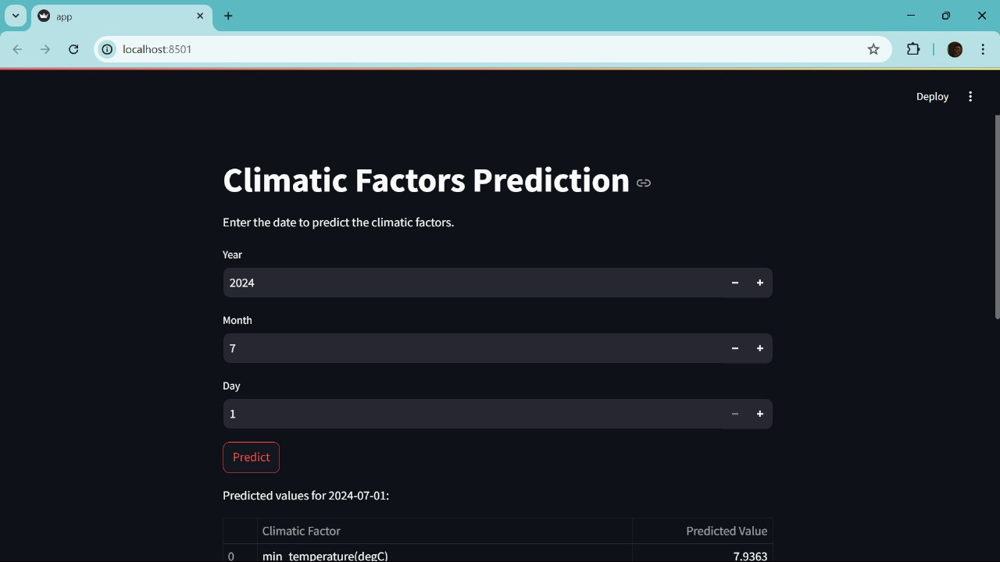 app
localhost:8501
Deploy
Climatic Factors Prediction
Enter the date to predict the climatic factors.
Year
2024
Month
7
Day
1
Predict
Predicted values for 2024-07-01:
Climatic Factor Predicted Value
0 min_temperature(degC) 7.9363